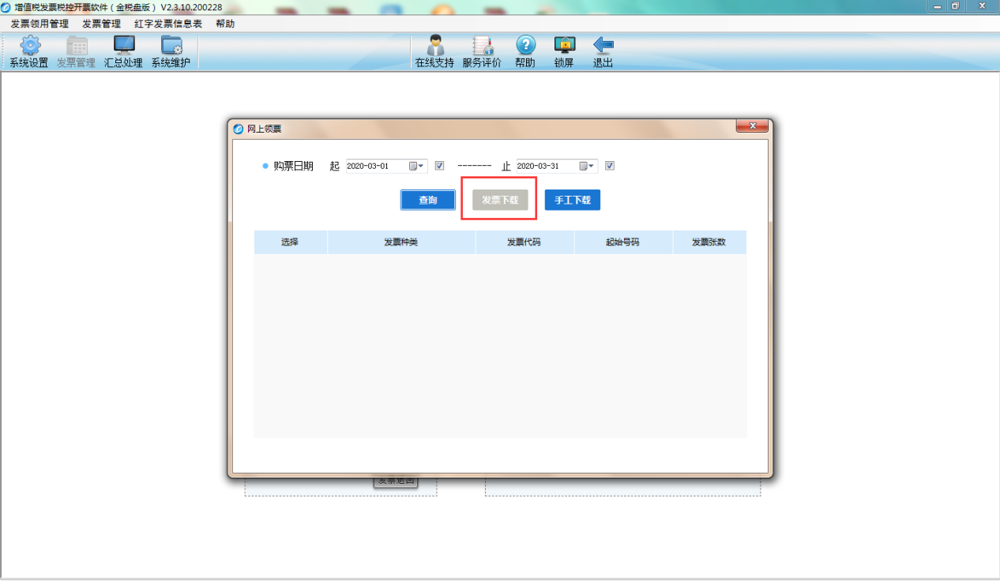 增值税发票税控开票软件（金税盘版）V2.3.10.200228
发票领用管理 发票管理 红字发票信息表 帮助
系统设置 发票管理 汇总处理 系统维护 在线支持 服务评价 帮助 锁屏 退出
网上领票
购票日期 起 2020-03-01 ------- 止 2020-03-31
查询 发票下载 手工下载
选择 发票种类 发票代码 起始号码 发票张数
发票退回